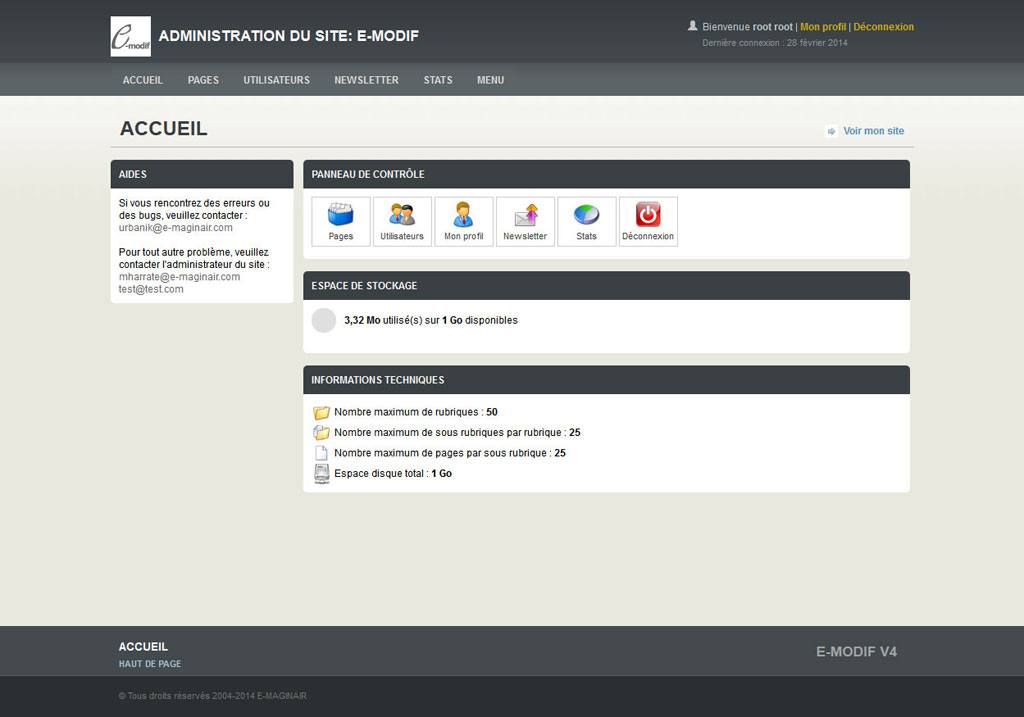 e-modif
ADMINISTRATION DU SITE: E-MODIF
Bienvenue root root | Mon profil | Déconnexion
Dernière connexion : 28 février 2014
ACCUEIL PAGES UTILISATEURS NEWSLETTER STATS MENU
ACCUEIL
Voir mon site
AIDES
Si vous rencontrez des erreurs ou
des bugs, veuillez contacter :
urbanik@e-maginair.com
Pour tout autre problème, veuillez
contacter l'administrateur du site :
mharrate@e-maginair.com
test@test.com
PANNEAU DE CONTRÔLE
Pages Utilisateurs Mon profil Newsletter Stats Déconnexion
ESPACE DE STOCKAGE
3,32 Mo utilisé(s) sur 1 Go disponibles
INFORMATIONS TECHNIQUES
Nombre maximum de rubriques : 50
Nombre maximum de sous rubriques par rubrique : 25
Nombre maximum de pages par sous rubrique : 25
Espace disque total : 1 Go
ACCUEIL
HAUT DE PAGE
E-MODIF V4
© Tous droits réservés 2004-2014 E-MAGINAIR